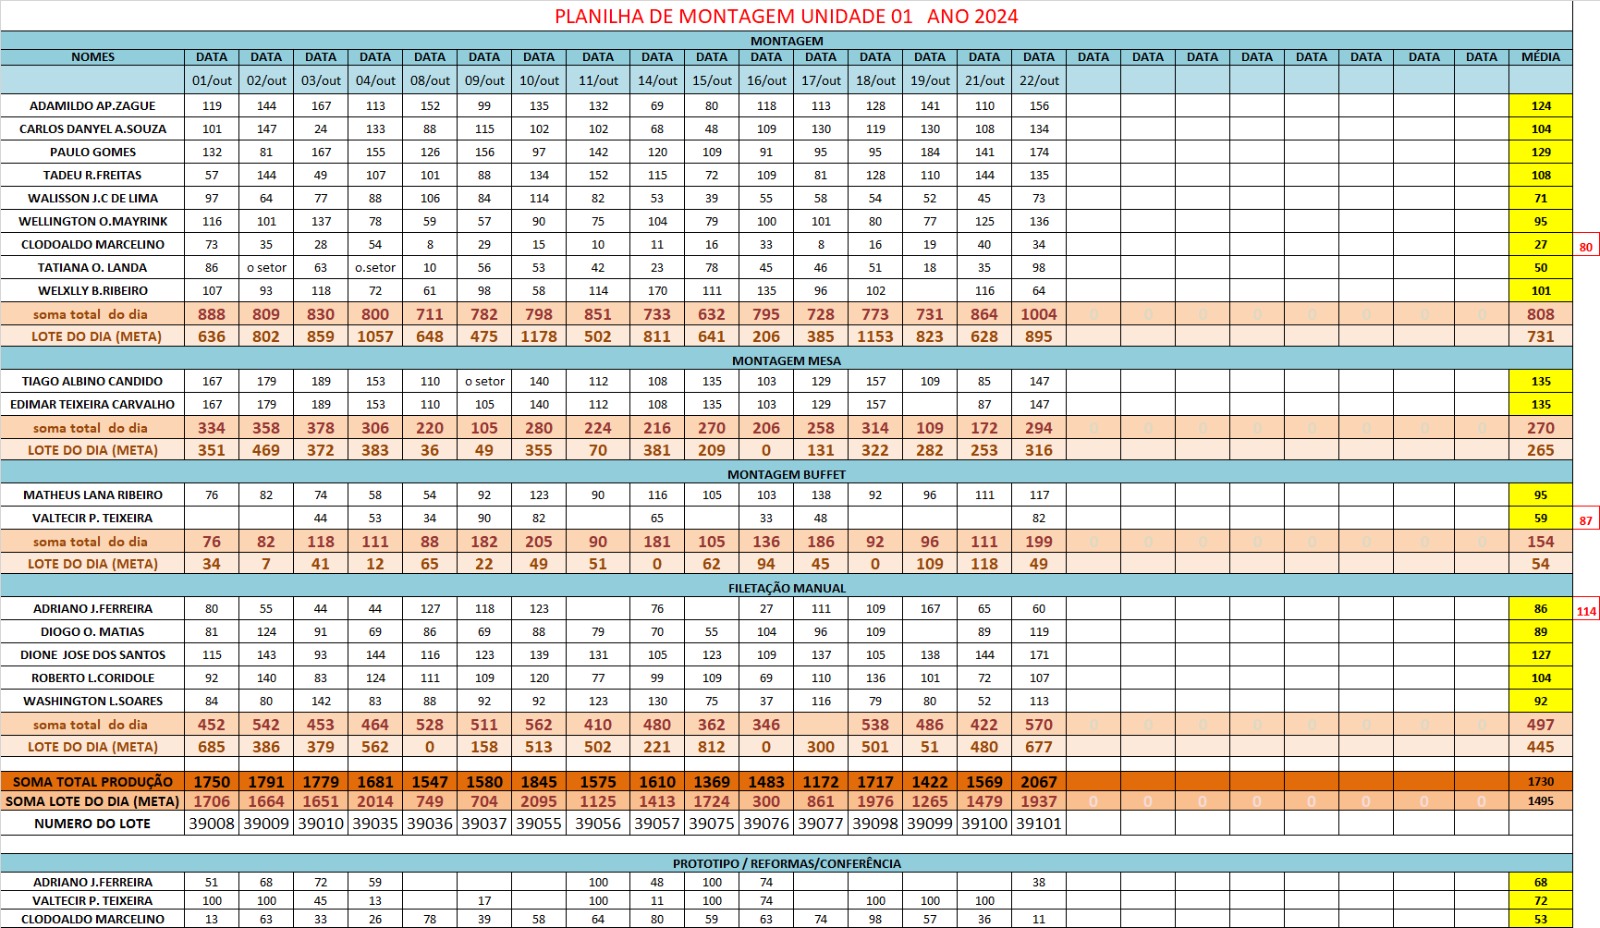 PLANILHA DE MONTAGEM UNIDADE 01 ANO 2024
MONTAGEM
NOMES DATA DATA DATA DATA DATA DATA DATA DATA DATA DATA DATA DATA DATA DATA DATA DATA DATA DATA DATA DATA DATA DATA DATA DATA MÉDIA
01/out 02/out 03/out 04/out 08/out 09/out 10/out 11/out 14/out 15/out 16/out 17/out 18/out 19/out 21/out 22/out
ADAMILDO AP.ZAGUE 119 144 167 113 152 99 135 132 69 80 118 113 128 141 110 156 124
CARLOS DANYEL A.SOUZA 101 147 24 133 88 115 102 102 68 48 109 130 119 130 108 134 104
PAULO GOMES 132 81 167 155 126 156 97 142 120 109 91 95 95 184 141 174 129
TADEU R.FREITAS 57 144 49 107 101 88 134 152 115 72 109 81 128 110 144 135 108
WALISSON J.C DE LIMA 97 64 77 88 106 84 114 82 53 39 55 58 54 52 45 73 71
WELLINGTON O.MAYRINK 116 101 137 78 59 57 90 75 104 79 100 101 80 77 125 136 95
CLODOALDO MARCELINO 73 35 28 54 8 29 15 10 11 16 33 8 16 19 40 34 27 80
TATIANA O. LANDA 86 o setor 63 o.setor 10 56 53 42 23 78 45 46 51 18 35 98 50
WELXLLY B.RIBEIRO 107 93 118 72 61 98 58 114 170 111 135 96 102 116 64 101
soma total do dia 888 809 830 800 711 782 798 851 733 632 795 728 773 731 864 1004 0 0 0 0 0 0 0 0 808
LOTE DO DIA (META) 636 802 859 1057 648 475 1178 502 811 641 206 385 1153 823 628 895 731
MONTAGEM MESA
TIAGO ALBINO CANDIDO 167 179 189 153 110 o setor 140 112 108 135 103 129 157 109 85 147 135
EDIMAR TEIXEIRA CARVALHO 167 179 189 153 110 105 140 112 108 135 103 129 157 87 147 135
soma total do dia 334 358 378 306 220 105 280 224 216 270 206 258 314 109 172 294 0 0 0 0 0 0 0 0 270
LOTE DO DIA (META) 351 469 372 383 36 49 355 70 381 209 0 131 322 282 253 316 265
MONTAGEM BUFFET
MATHEUS LANA RIBEIRO 76 82 74 58 54 92 123 90 116 105 103 138 92 96 111 117 95
VALTECIR P. TEIXEIRA 44 53 34 90 82 65 33 48 82 59 87
soma total do dia 76 82 118 111 88 182 205 90 181 105 136 186 92 96 111 199 0 0 0 0 0 0 0 0 154
LOTE DO DIA (META) 34 7 41 12 65 22 49 51 0 62 94 45 0 109 118 49 54
FILETAÇÃO MANUAL
ADRIANO J.FERREIRA 80 55 44 44 127 118 123 76 27 111 109 167 65 60 86 114
DIOGO O. MATIAS 81 124 91 69 86 69 88 79 70 55 104 96 109 89 119 89
DIONE JOSE DOS SANTOS 115 143 93 144 116 123 139 131 105 123 109 137 105 138 144 171 127
ROBERTO L.CORIDOLE 92 140 83 124 111 109 120 77 99 109 69 110 136 101 72 107 104
WASHINGTON L.SOARES 84 80 142 83 88 92 92 123 130 75 37 116 79 80 52 113 92
soma total do dia 452 542 453 464 528 511 562 410 480 362 346 538 486 422 570 0 0 0 0 0 0 0 0 497
LOTE DO DIA (META) 685 386 379 562 0 158 513 502 221 812 0 300 501 51 480 677 445
SOMA TOTAL PRODUÇÃO 1750 1791 1779 1681 1547 1580 1845 1575 1610 1369 1483 1172 1717 1422 1569 2067 1730
SOMA LOTE DO DIA (META) 1706 1664 1651 2014 749 704 2095 1125 1413 1724 300 861 1976 1265 1479 1937 0 0 0 0 0 0 0 0 1495
NUMERO DO LOTE 39008 39009 39010 39035 39036 39037 39055 39056 39057 39075 39076 39077 39098 39099 39100 39101
PROTOTIPO / REFORMAS/CONFERÊNCIA
ADRIANO J.FERREIRA 51 68 72 59 100 48 100 74 38 68
VALTECIR P. TEIXEIRA 100 100 45 13 17 100 11 100 74 100 100 100 72
CLODOALDO MARCELINO 13 63 33 26 78 39 58 64 80 59 63 74 98 57 36 11 53